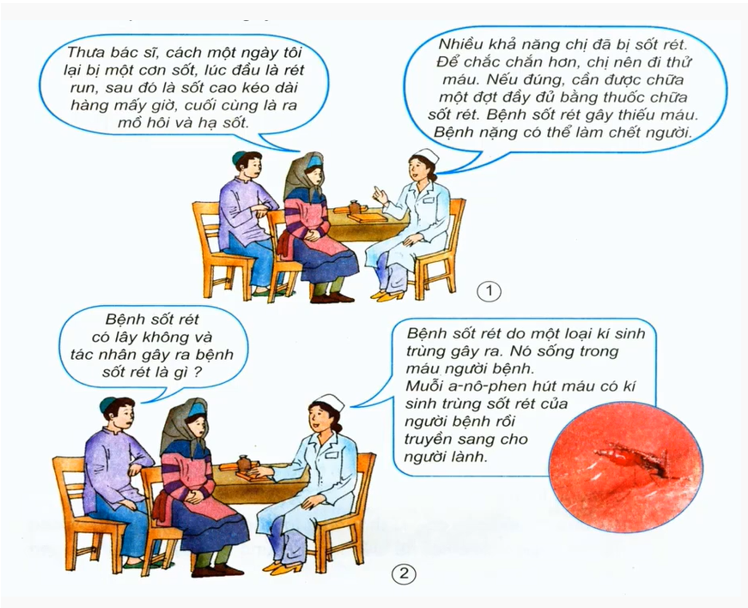 Thưa bác sĩ, cách một ngày tôi
lại bị một cơn sốt, lúc đầu là rét
run, sau đó là sốt cao kéo dài
hàng mấy giờ, cuối cùng là ra
mồ hôi và hạ sốt.
Nhiều khả năng chị đã bị sốt rét.
Để chắc chắn hơn, chị nên đi thử
máu. Nếu đúng, cần được chữa
một đợt đầy đủ bằng thuốc chữa
sốt rét. Bệnh sốt rét gây thiếu máu.
Bệnh nặng có thể làm chết người.
1
Bệnh sốt rét
có lây không và
tác nhân gây ra bệnh
sốt rét là gì ?
Bệnh sốt rét do một loại kí sinh
trùng gây ra. Nó sống trong
máu người bệnh.
Muỗi a-nô-phen hút máu có kí
sinh trùng sốt rét của
người bệnh rồi
truyền sang cho
người lành.
2